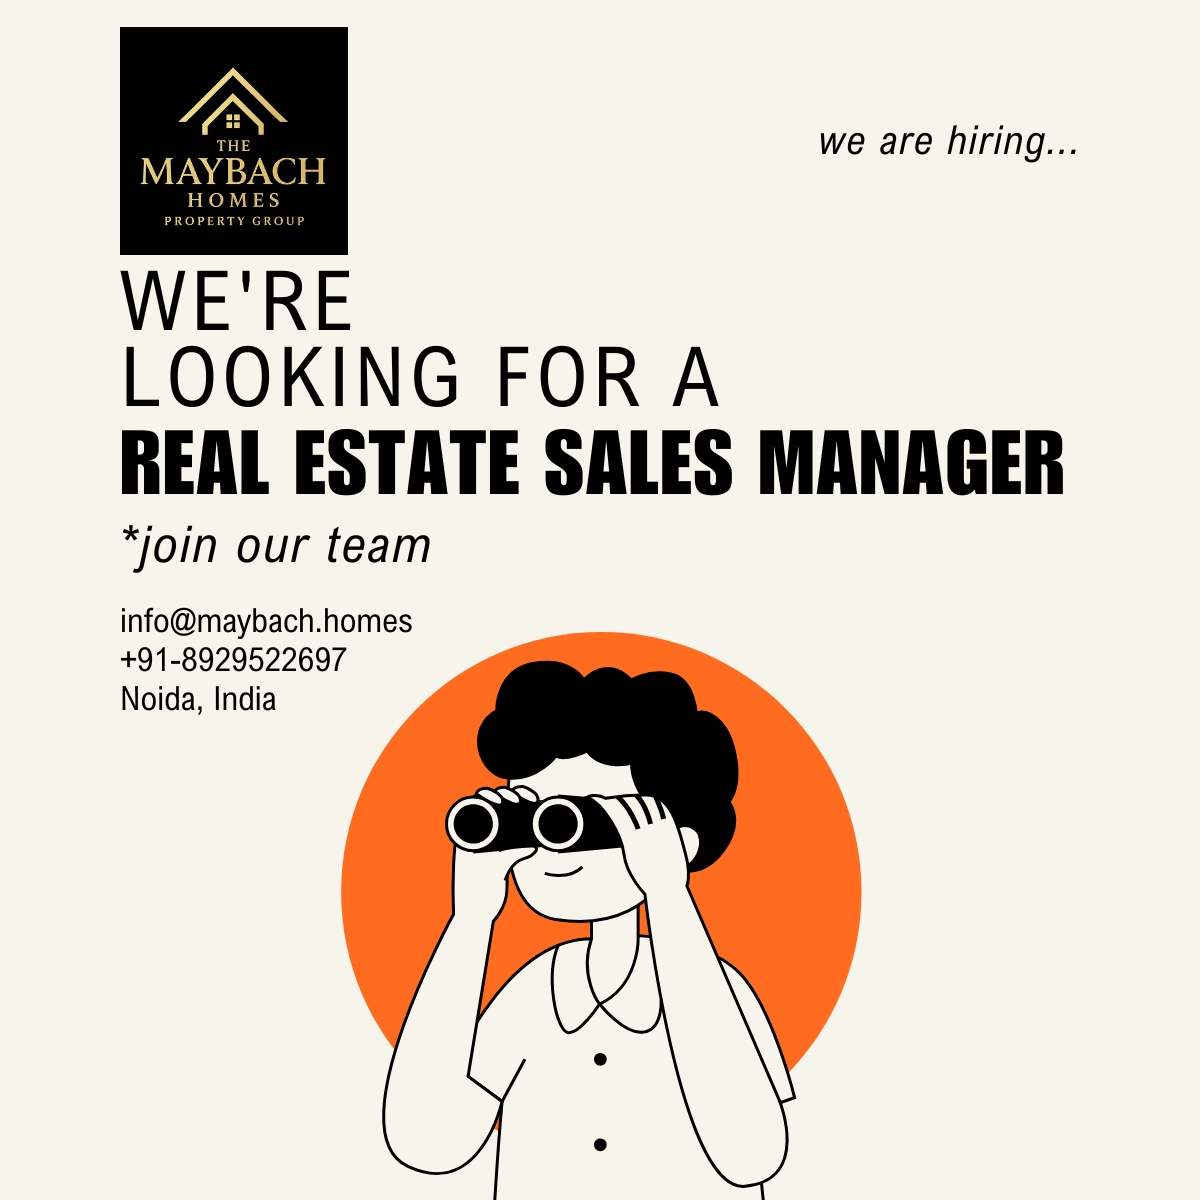 THE
MAYBACH
HOMES
PROPERTY GROUP
we are hiring...
WE'RE
LOOKING FOR A
REAL ESTATE SALES MANAGER
*join our team
info@maybach.homes
+91-8929522697
Noida, India